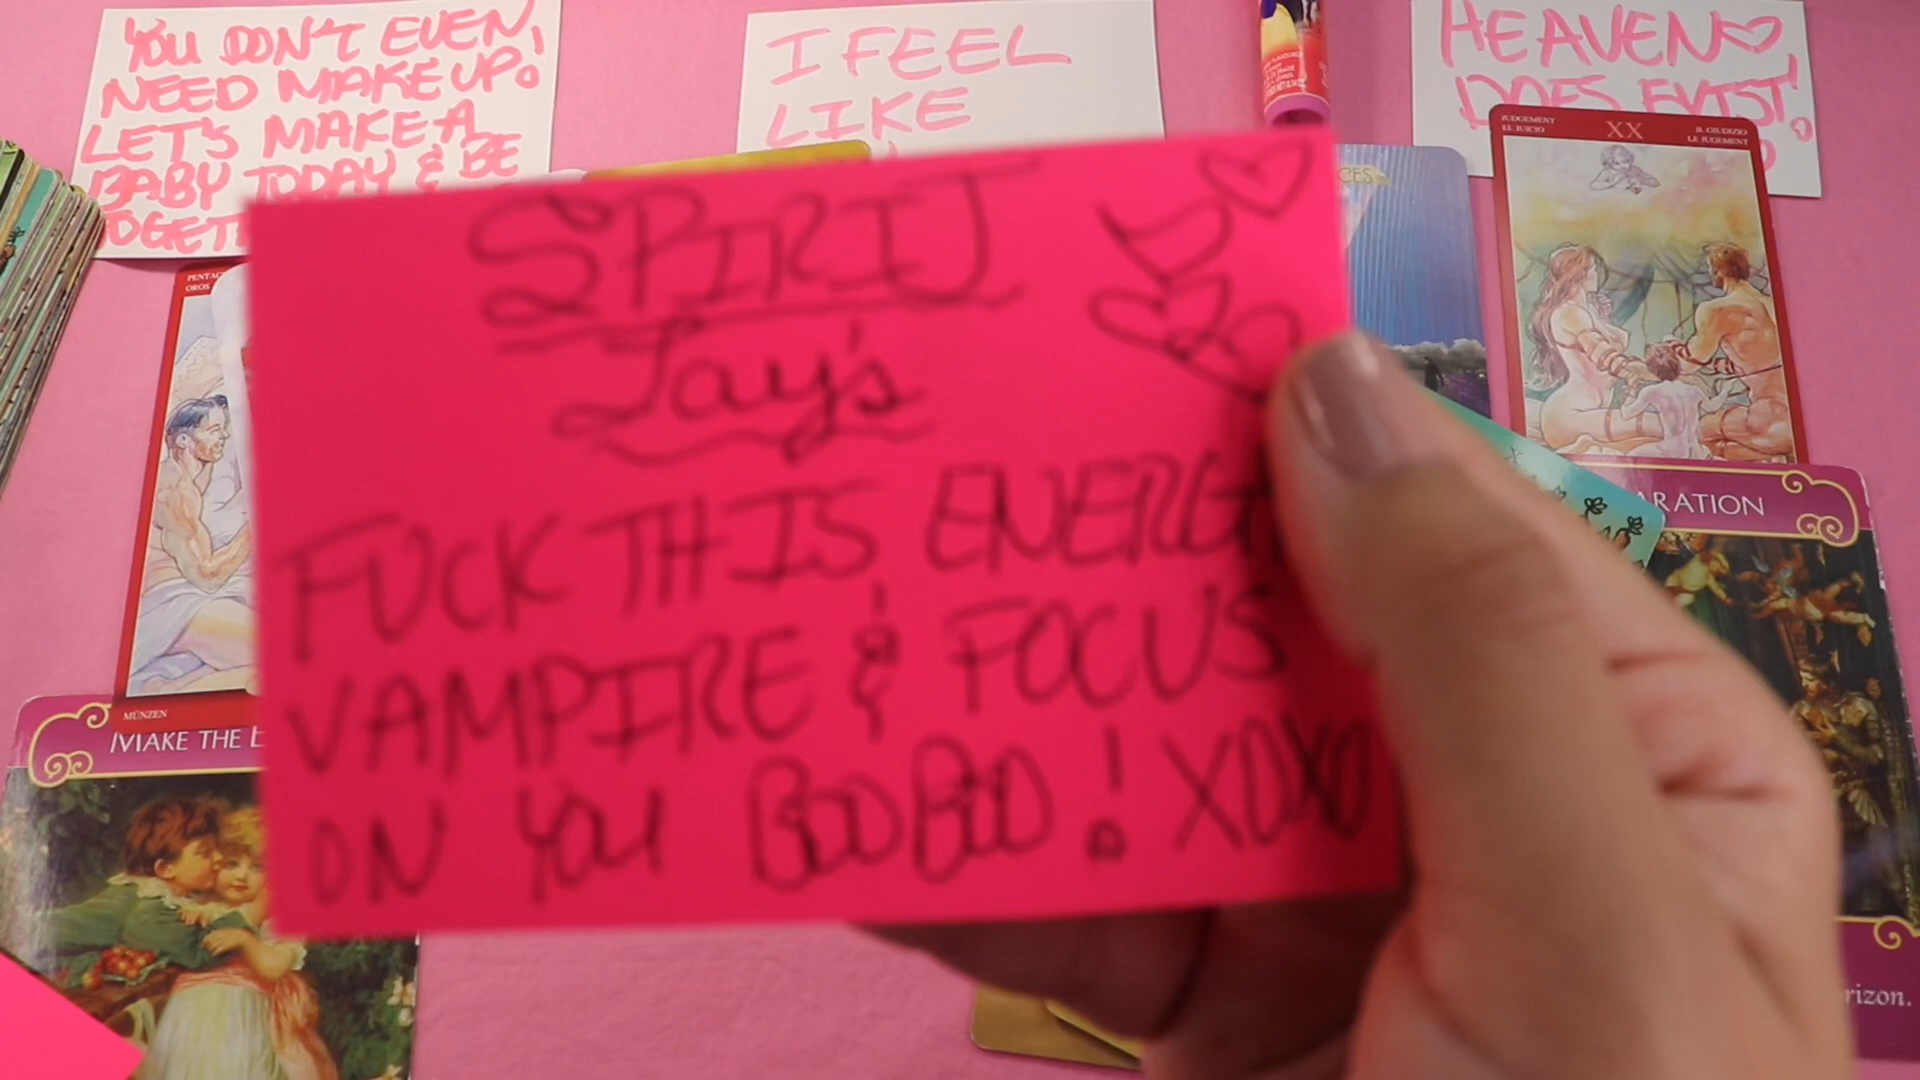 YOU DON'T EVEN
NEED MAKEUP!
LET'S MAKE A
BABY TODAY & BE
I FEEL
LIKE
HEAVEN
DOES EXIST!
JUDGEMENT
EL JUICIO
XX
IL GIUDIZIO
LE JUGEMENT
SPIRIT
Say's
FUCK THIS ENERGY
VAMPIRE & FOCUS
ON YOU BOO BOO! XOXO
OROS
MÜNZEN
MAKE THE
X
RATION
rizon.